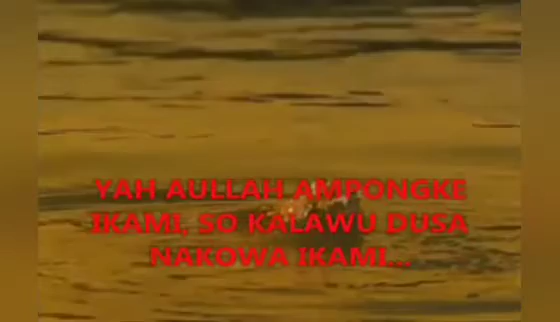 YAH AULLAH AMPONGKE
IKAMI, SO KALAWU DUSA
NAKOWA IKAMI...